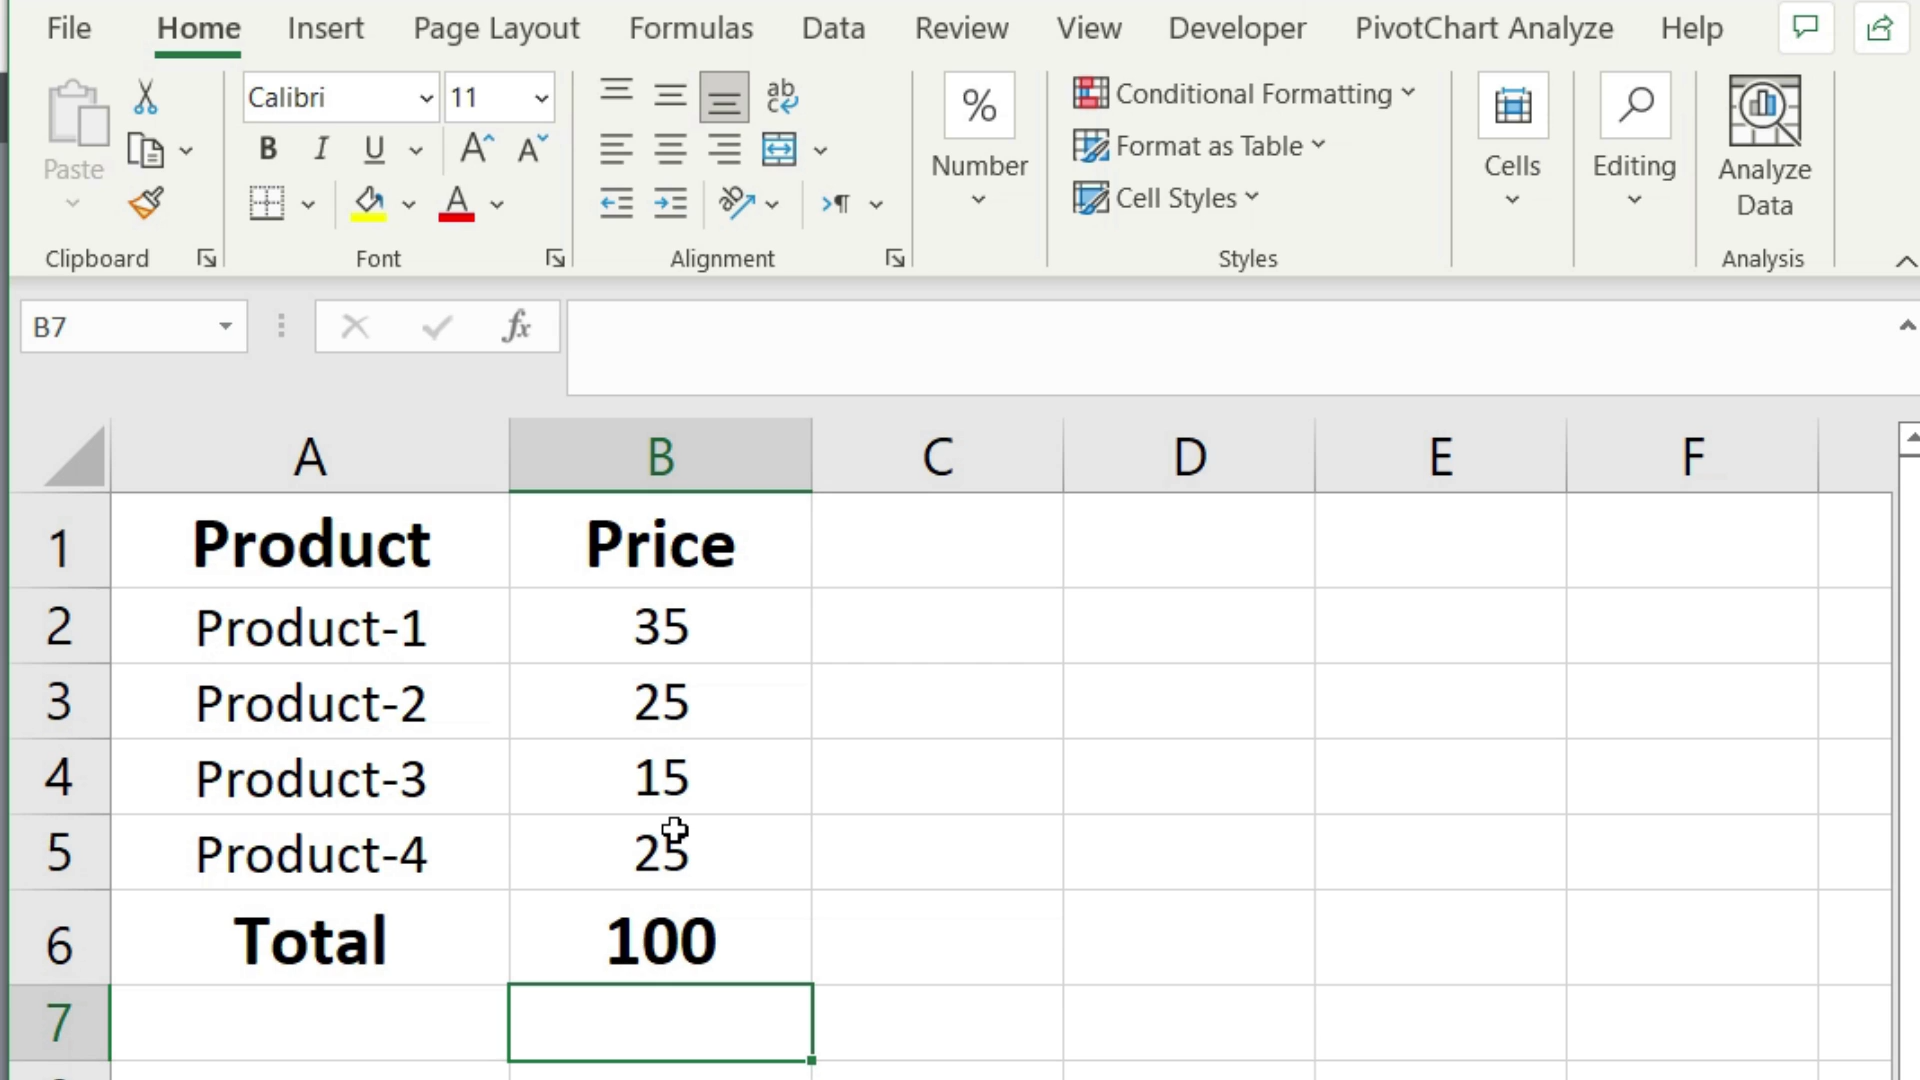 File Home Insert Page Layout Formulas Data Review View Developer PivotChart Analyze Help
Paste
Calibri 11
B I U A A
A
ab
c
%
Number
Conditional Formatting
Format as Table
Cell Styles
Cells
Editing
Analyze
Data
Clipboard Font Alignment Styles Analysis
B7 fx
A B C D E F
1 Product Price
2 Product-1 35
3 Product-2 25
4 Product-3 15
5 Product-4 25
6 Total 100
7